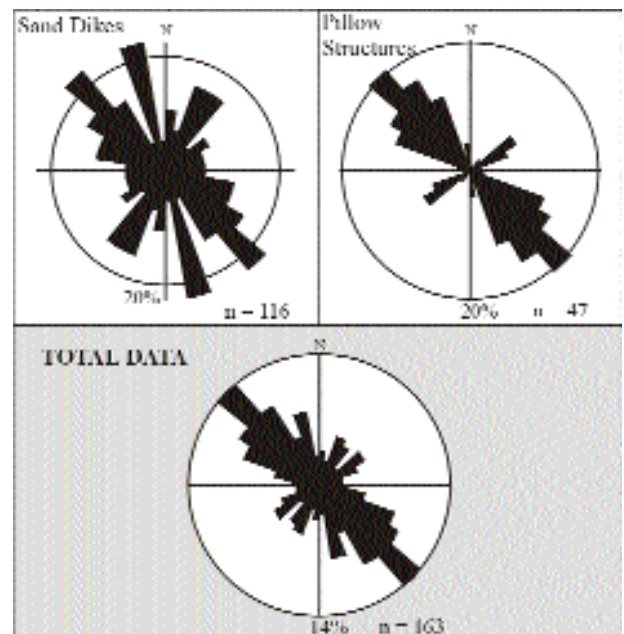 Sand Dikes
N
20%
n = 116
Pillow
Structures
N
20% n = 47
TOTAL DATA
N
14% n = 163